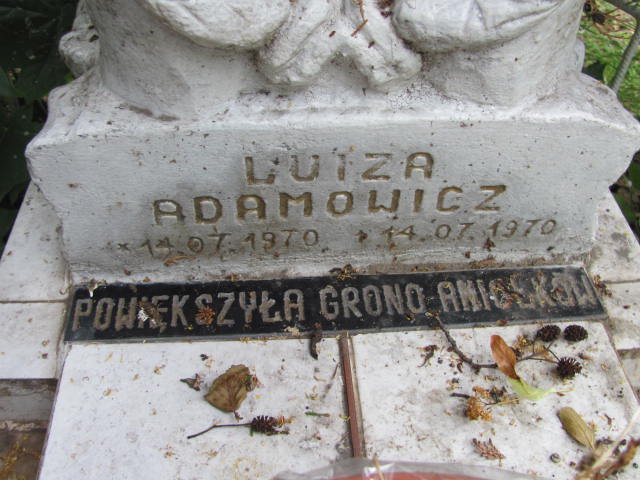 LUIZA
ADAMOWICZ
* 14.07.1970 + 14.07.1970
POWIĘKSZYŁA GRONO ANIOŁKÓW